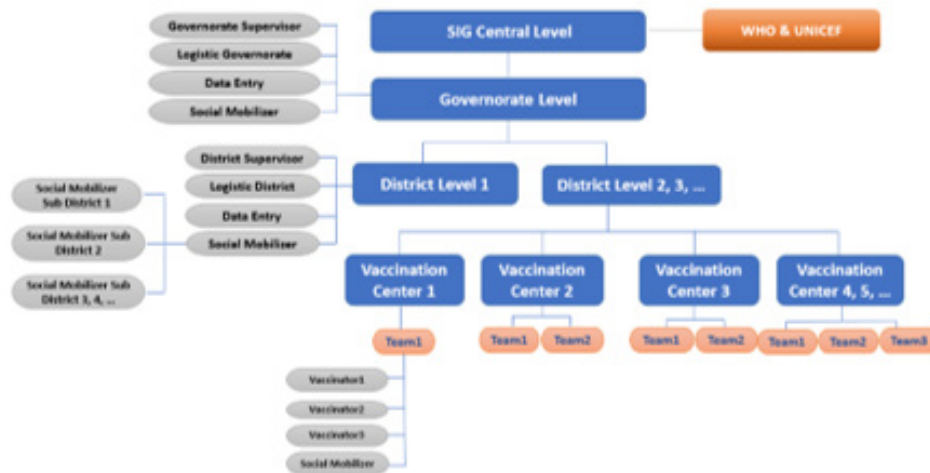 Governorate Supervisor
SIG Central Level
WHO & UNICEF
Logistic Governorate
Data Entry
Governorate Level
Social Mobilizer
District Supervisor
Logistic District
District Level 1
District Level 2, 3, ...
Data Entry
Social Mobilizer
Social Mobilizer
Sub District 1
Social Mobilizer Sub
District 2
Social Mobilizer Sub
District 3, 4, ...
Vaccination
Center 1
Vaccination
Center 2
Vaccination
Center 3
Vaccination
Center 4, 5, ...
Team1
Team1
Team2
Team1
Team2
Team1
Team2
Team3
Vaccinator1
Vaccinator2
Vaccinator3
Social Mobilizer